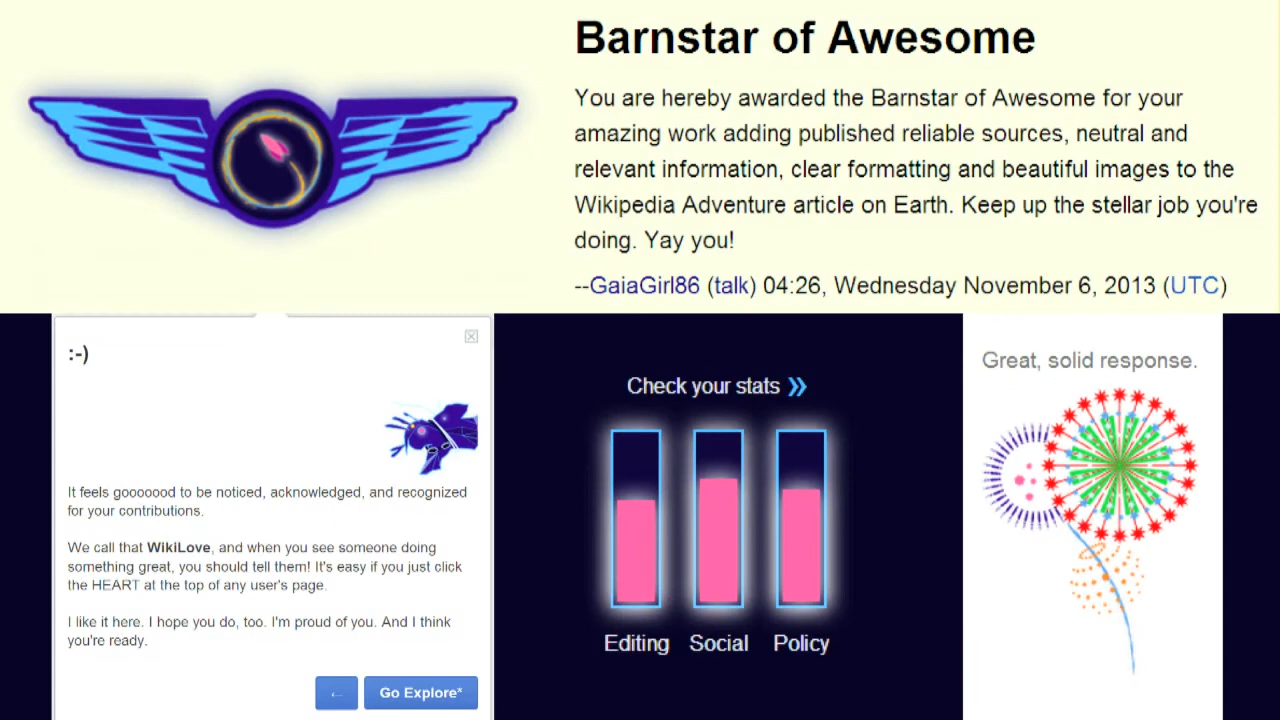 Barnstar of Awesome
You are hereby awarded the Barnstar of Awesome for your
amazing work adding published reliable sources, neutral and
relevant information, clear formatting and beautiful images to the
Wikipedia Adventure article on Earth. Keep up the stellar job you're
doing. Yay you!
--GaiaGirl86 (talk) 04:26, Wednesday November 6, 2013 (UTC)
:-)
It feels gooooood to be noticed, acknowledged, and recognized
for your contributions.
We call that WikiLove, and when you see someone doing
something great, you should tell them! It's easy if you just click
the HEART at the top of any user's page.
I like it here. I hope you do, too. I'm proud of you. And I think
you're ready.
← Go Explore*
Check your stats »
Editing Social Policy
Great, solid response.